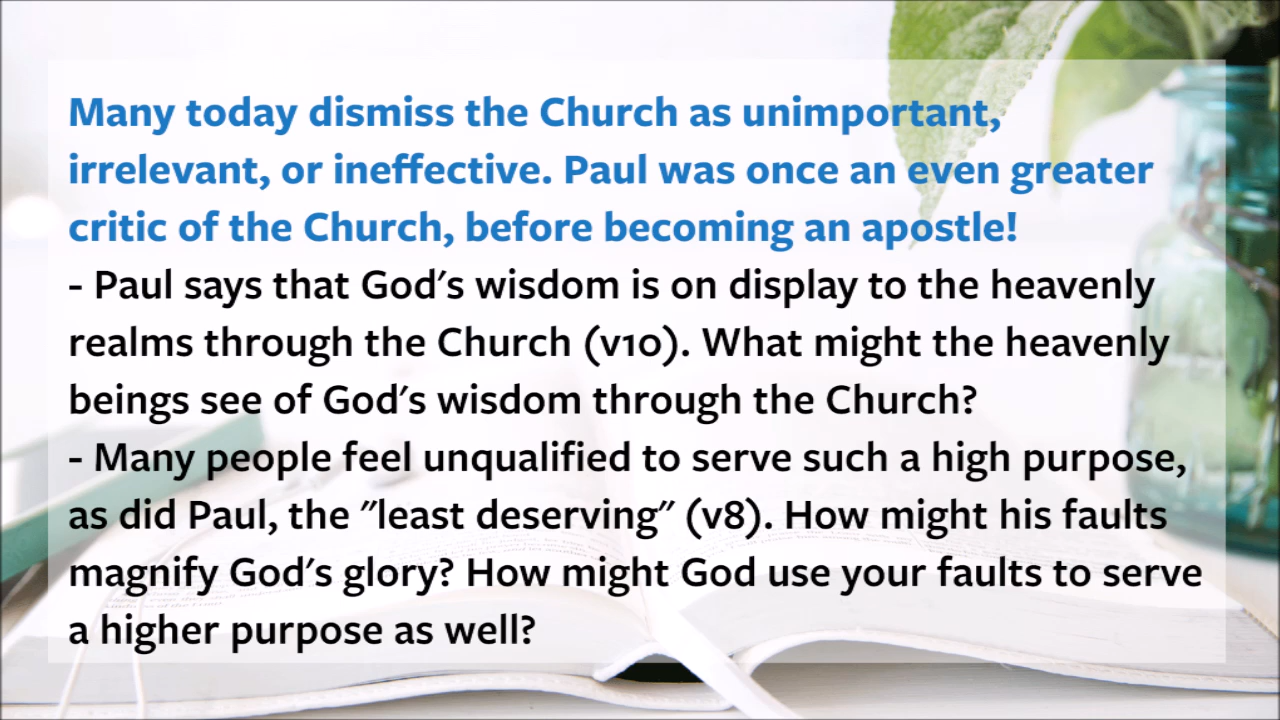 Many today dismiss the Church as unimportant,
irrelevant, or ineffective. Paul was once an even greater
critic of the Church, before becoming an apostle!
- Paul says that God's wisdom is on display to the heavenly
realms through the Church (v10). What might the heavenly
beings see of God's wisdom through the Church?
- Many people feel unqualified to serve such a high purpose,
as did Paul, the "least deserving" (v8). How might his faults
magnify God's glory? How might God use your faults to serve
a higher purpose as well?